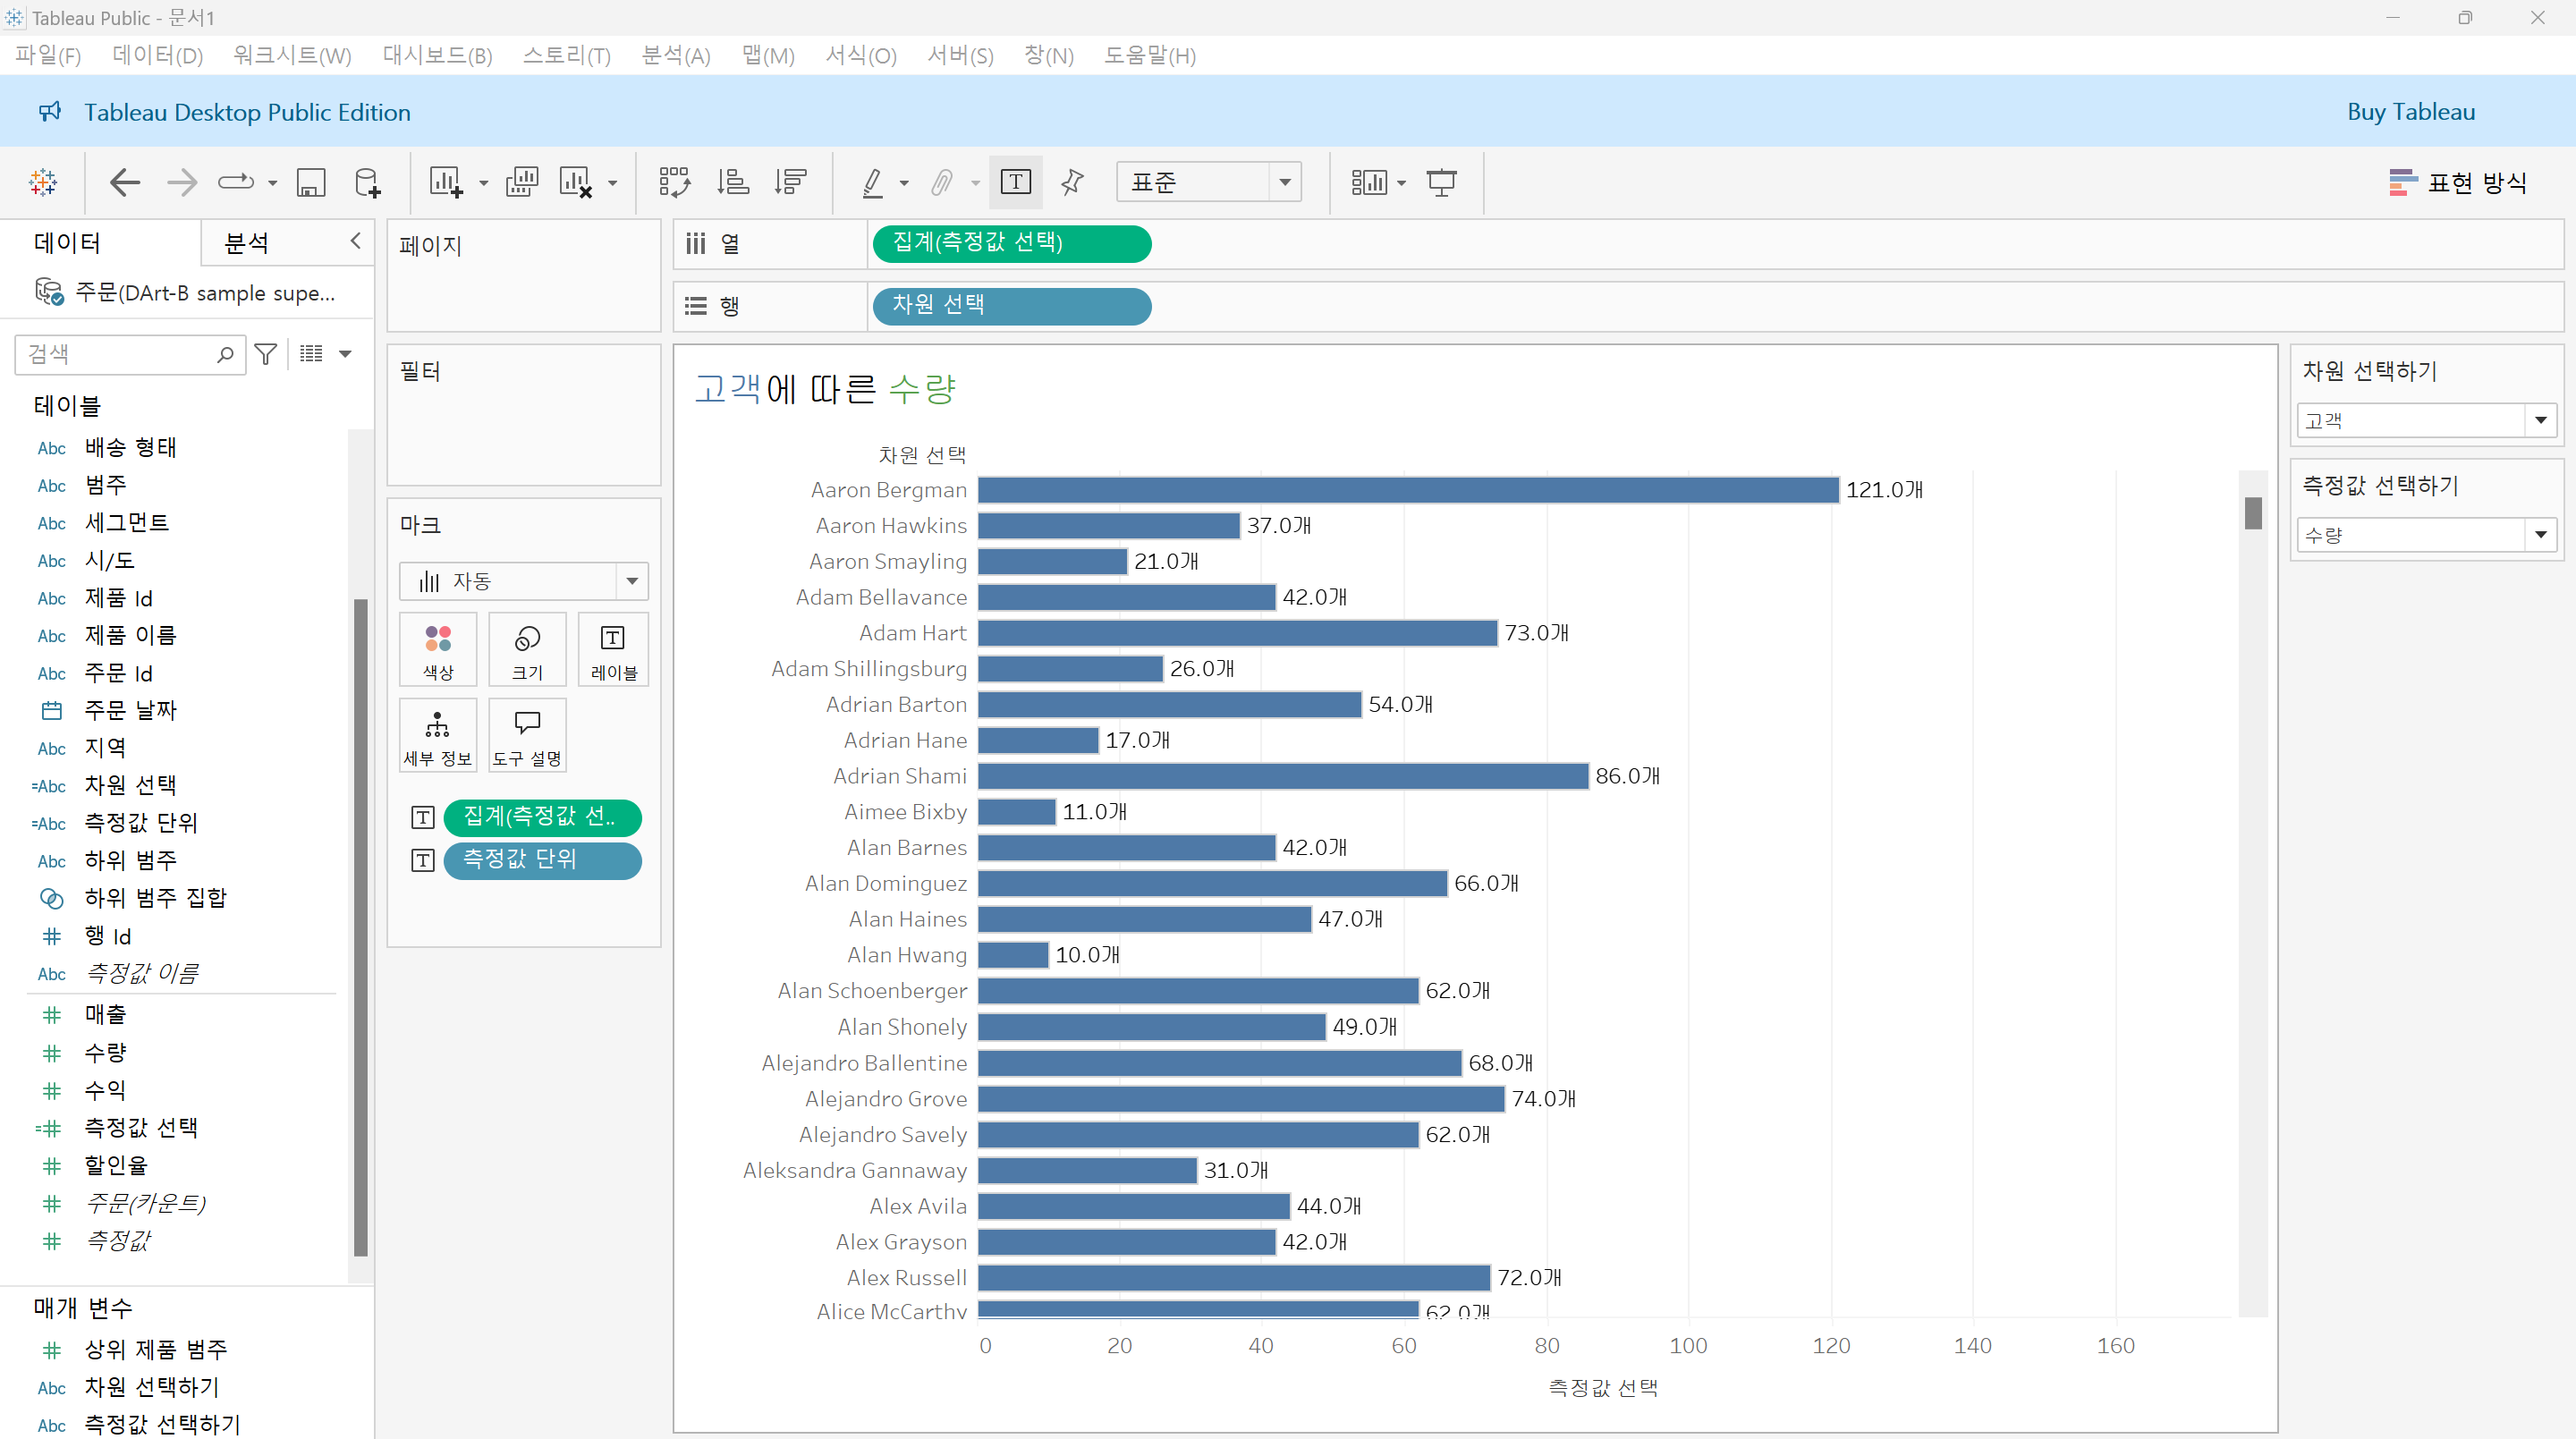 Tableau Public - 문서1
파일(F) 데이터(D) 워크시트(W) 대시보드(B) 스토리(T) 분석(A) 맵(M) 서식(O) 서버(S) 창(N) 도움말(H)
Tableau Desktop Public Edition
Buy Tableau
표준
표현 방식
데이터
분석
주문(DArt-B sample supe...
검색
테이블
Abc 배송 형태
Abc 범주
Abc 세그먼트
Abc 시/도
Abc 제품 Id
Abc 제품 이름
Abc 주문 Id
주문 날짜
Abc 지역
=Abc 차원 선택
=Abc 측정값 단위
Abc 하위 범주
하위 범주 집합
# 행 Id
Abc 측정값 이름
# 매출
# 수량
# 수익
=# 측정값 선택
# 할인율
# 주문(카운트)
# 측정값
매개 변수
# 상위 제품 범주
Abc 차원 선택하기
Abc 측정값 선택하기
페이지
필터
마크
자동
색상
크기
레이블
세부 정보
도구 설명
집계(측정값 선..
측정값 단위
열
집계(측정값 선택)
행
차원 선택
고객에 따른 수량
차원 선택
Aaron Bergman 121.0개
Aaron Hawkins 37.0개
Aaron Smayling 21.0개
Adam Bellavance 42.0개
Adam Hart 73.0개
Adam Shillingsburg 26.0개
Adrian Barton 54.0개
Adrian Hane 17.0개
Adrian Shami 86.0개
Aimee Bixby 11.0개
Alan Barnes 42.0개
Alan Dominguez 66.0개
Alan Haines 47.0개
Alan Hwang 10.0개
Alan Schoenberger 62.0개
Alan Shonely 49.0개
Alejandro Ballentine 68.0개
Alejandro Grove 74.0개
Alejandro Savely 62.0개
Aleksandra Gannaway 31.0개
Alex Avila 44.0개
Alex Grayson 42.0개
Alex Russell 72.0개
Alice McCarthy 62.0개
0 20 40 60 80 100 120 140 160
측정값 선택
차원 선택하기
고객
측정값 선택하기
수량